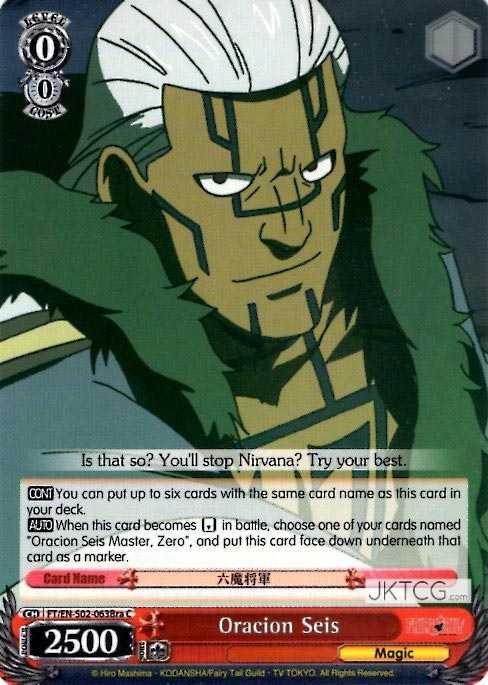 LEVEL
0
0
COST
Is that so? You'll stop Nirvana? Try your best.
CONT You can put up to six cards with the same card name as this card in
your deck.
AUTO When this card becomes [ ] in battle, choose one of your cards named
"Oracion Seis Master, Zero", and put this card face down underneath that
card as a marker.
Card Name 六魔将軍
JKTCG.com
CH FT/EN-S02-063Bra C
Oracion Seis
FAIRY TAIL
POWER 2500 SOUL
Magic
© Hiro Mashima - KODANSHA/Fairy Tail Guild - TV TOKYO. All Rights Reserved.